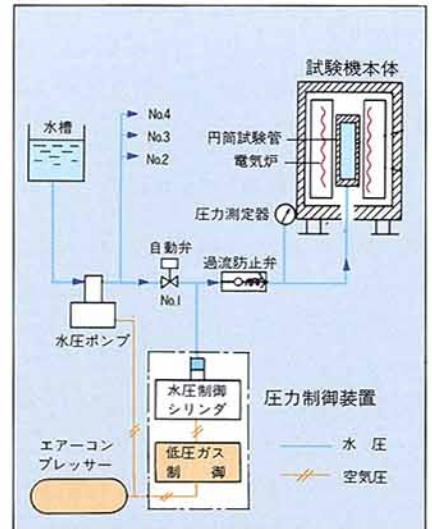 試験機本体
No.4
No.3
No.2
水槽
円筒試験管
電気炉
圧力測定器
自動弁
過流防止弁
No.1
水圧ポンプ
水圧制御
シリンダ
圧力制御装置
エアーコン
プレッサー
低圧ガス
制 御
水 圧
空気圧